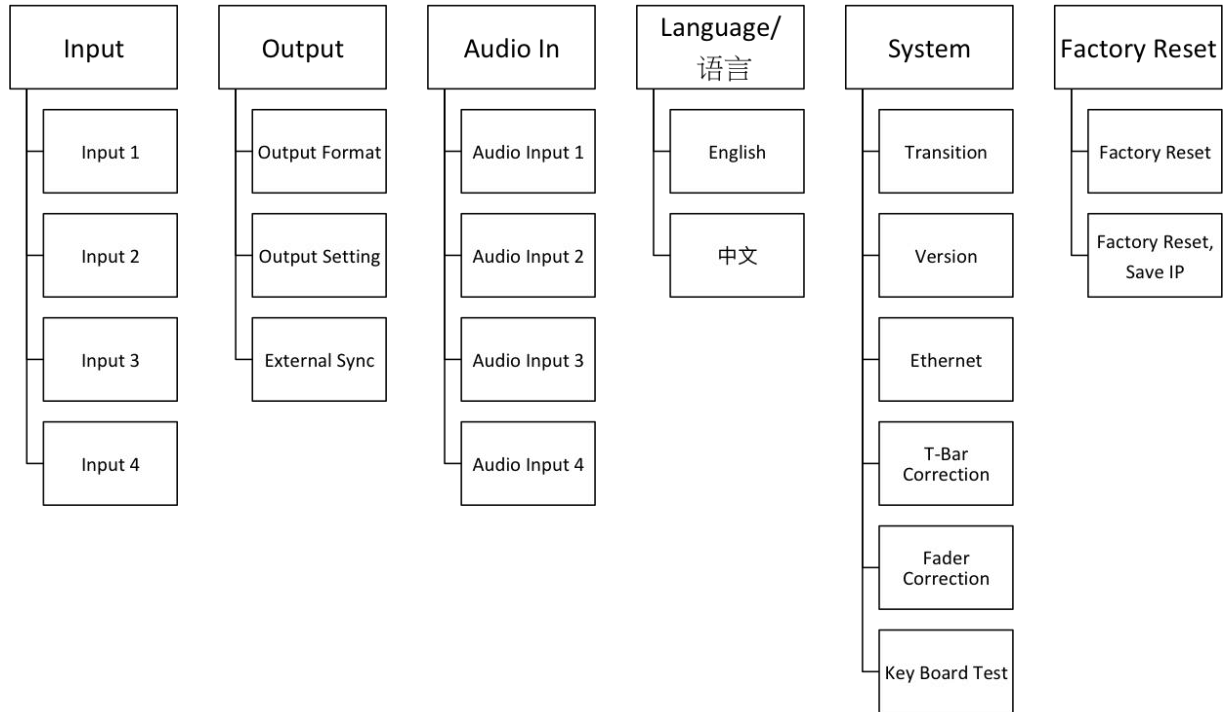 Input
Input 1
Input 2
Input 3
Input 4
Output
Output Format
Output Setting
External Sync
Audio In
Audio Input 1
Audio Input 2
Audio Input 3
Audio Input 4
Language/
语言
English
中文
System
Transition
Version
Ethernet
T-Bar
Correction
Fader
Correction
Key Board Test
Factory Reset
Factory Reset
Factory Reset,
Save IP